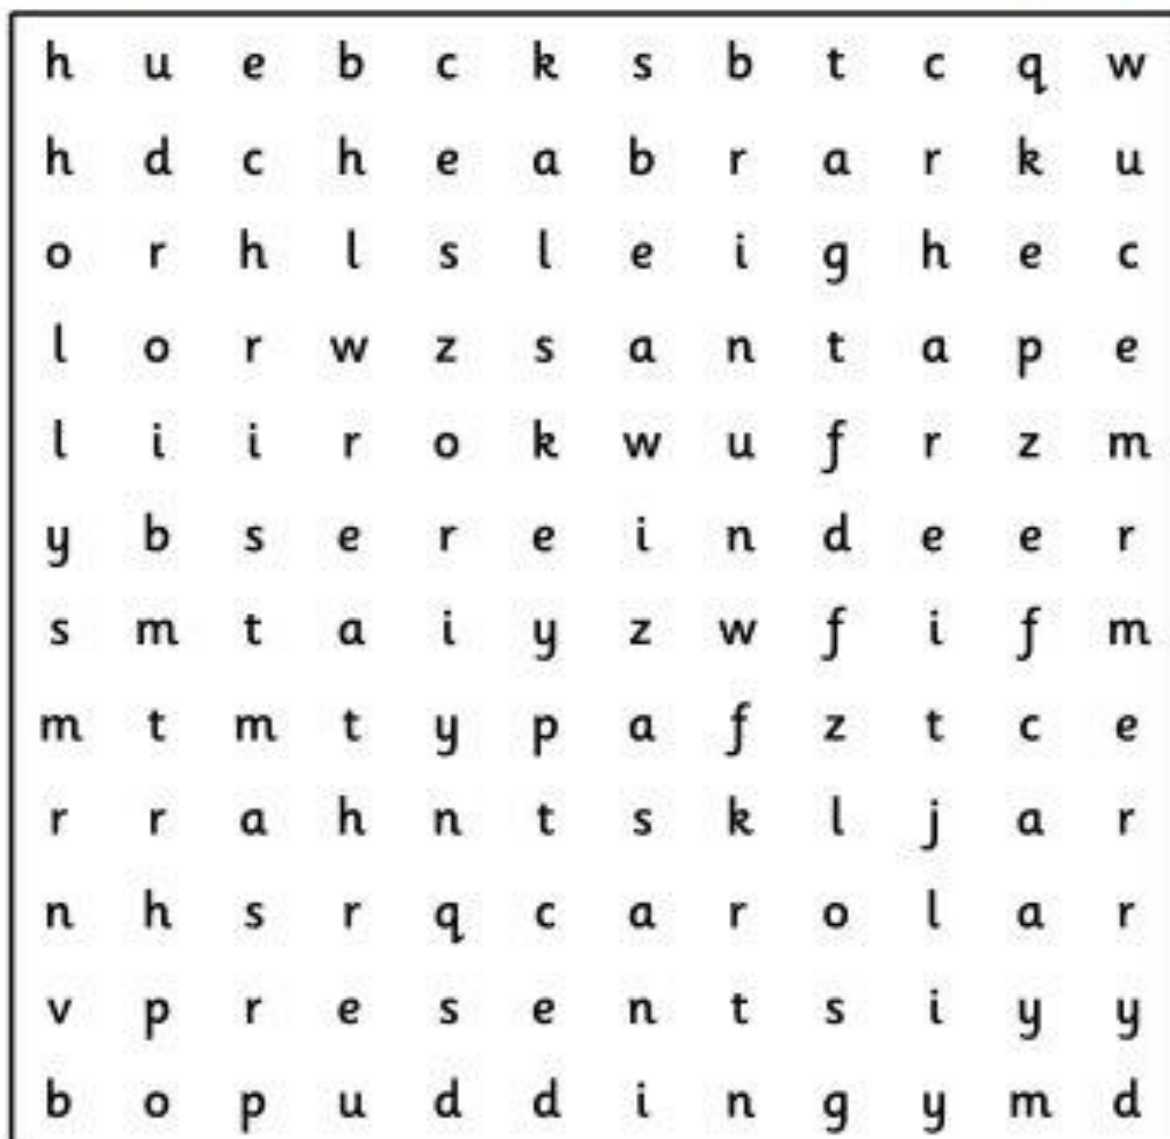 h u e b c k s b t c q w
h d c h e a b r a r k u
o r h l s l e i g h e c
l o r w z s a n t a p e
l i i r o k w u f r z m
y b s e r e i n d e e r
s m t a i y z w f i f m
m t m t y p a f z t c e
r r a h n t s k l j a r
n h s r q c a r o l a r
v p r e s e n t s i y y
b o p u d d i n g y m d